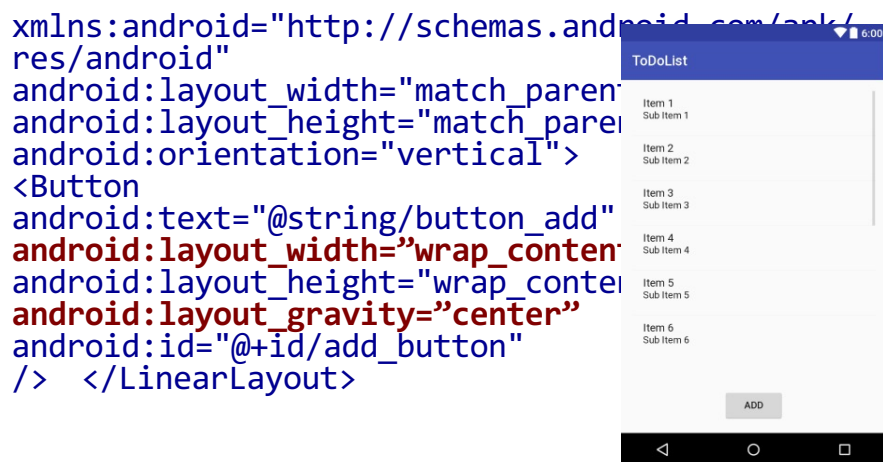 xmlns:android="http://schemas.android.com/apk/
res/android"
android:layout_width="match_paren
android:layout_height="match_paren
android:orientation="vertical">
<Button
android:text="@string/button_add"
android:layout_width=”wrap_conten
android:layout_height="wrap_conten
android:layout_gravity=”center”
android:id="@+id/add_button"
/>  </LinearLayout>
6:00
ToDoList
Item 1
Sub Item 1
Item 2
Sub Item 2
Item 3
Sub Item 3
Item 4
Sub Item 4
Item 5
Sub Item 5
Item 6
Sub Item 6
ADD